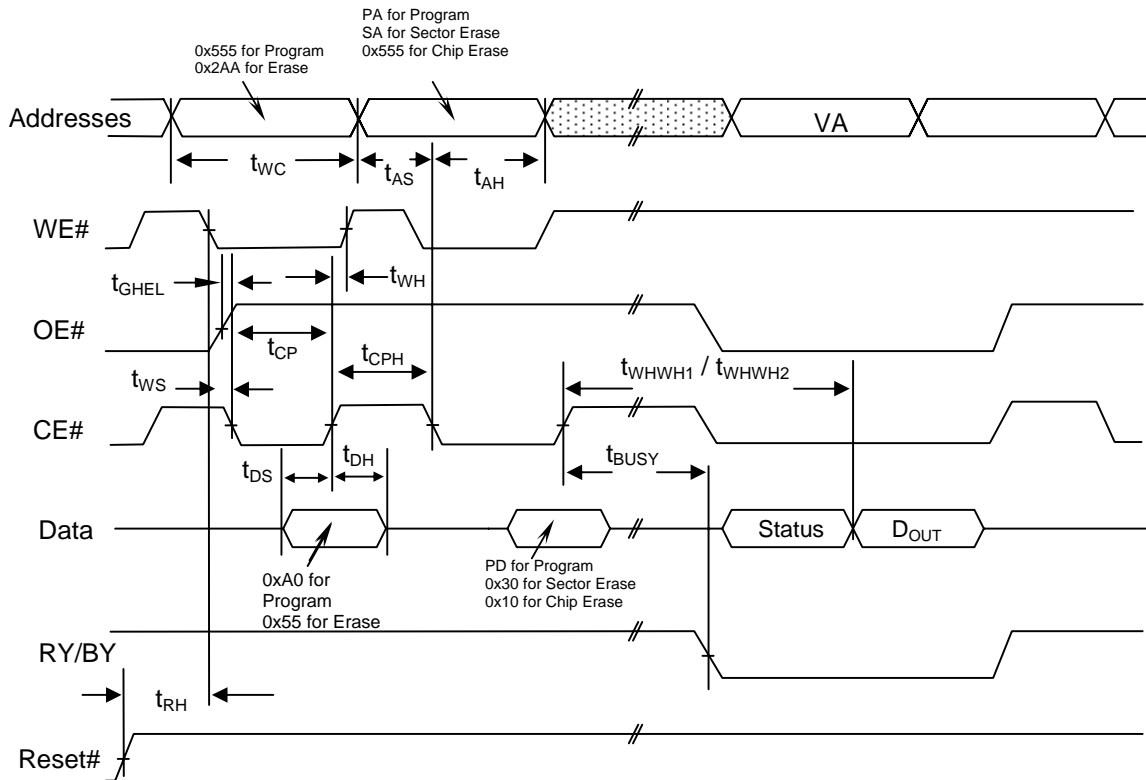 PA for Program
SA for Sector Erase
0x555 for Chip Erase
0x555 for Program
0x2AA for Erase
Addresses
VA
tWC
tAS
tAH
WE#
tGHEL
tWH
OE#
tCP
tCPH
tWHWH1 / tWHWH2
tWS
CE#
tDS
tDH
tBUSY
Data
Status
DOUT
0xA0 for
Program
0x55 for Erase
PD for Program
0x30 for Sector Erase
0x10 for Chip Erase
RY/BY
tRH
Reset#